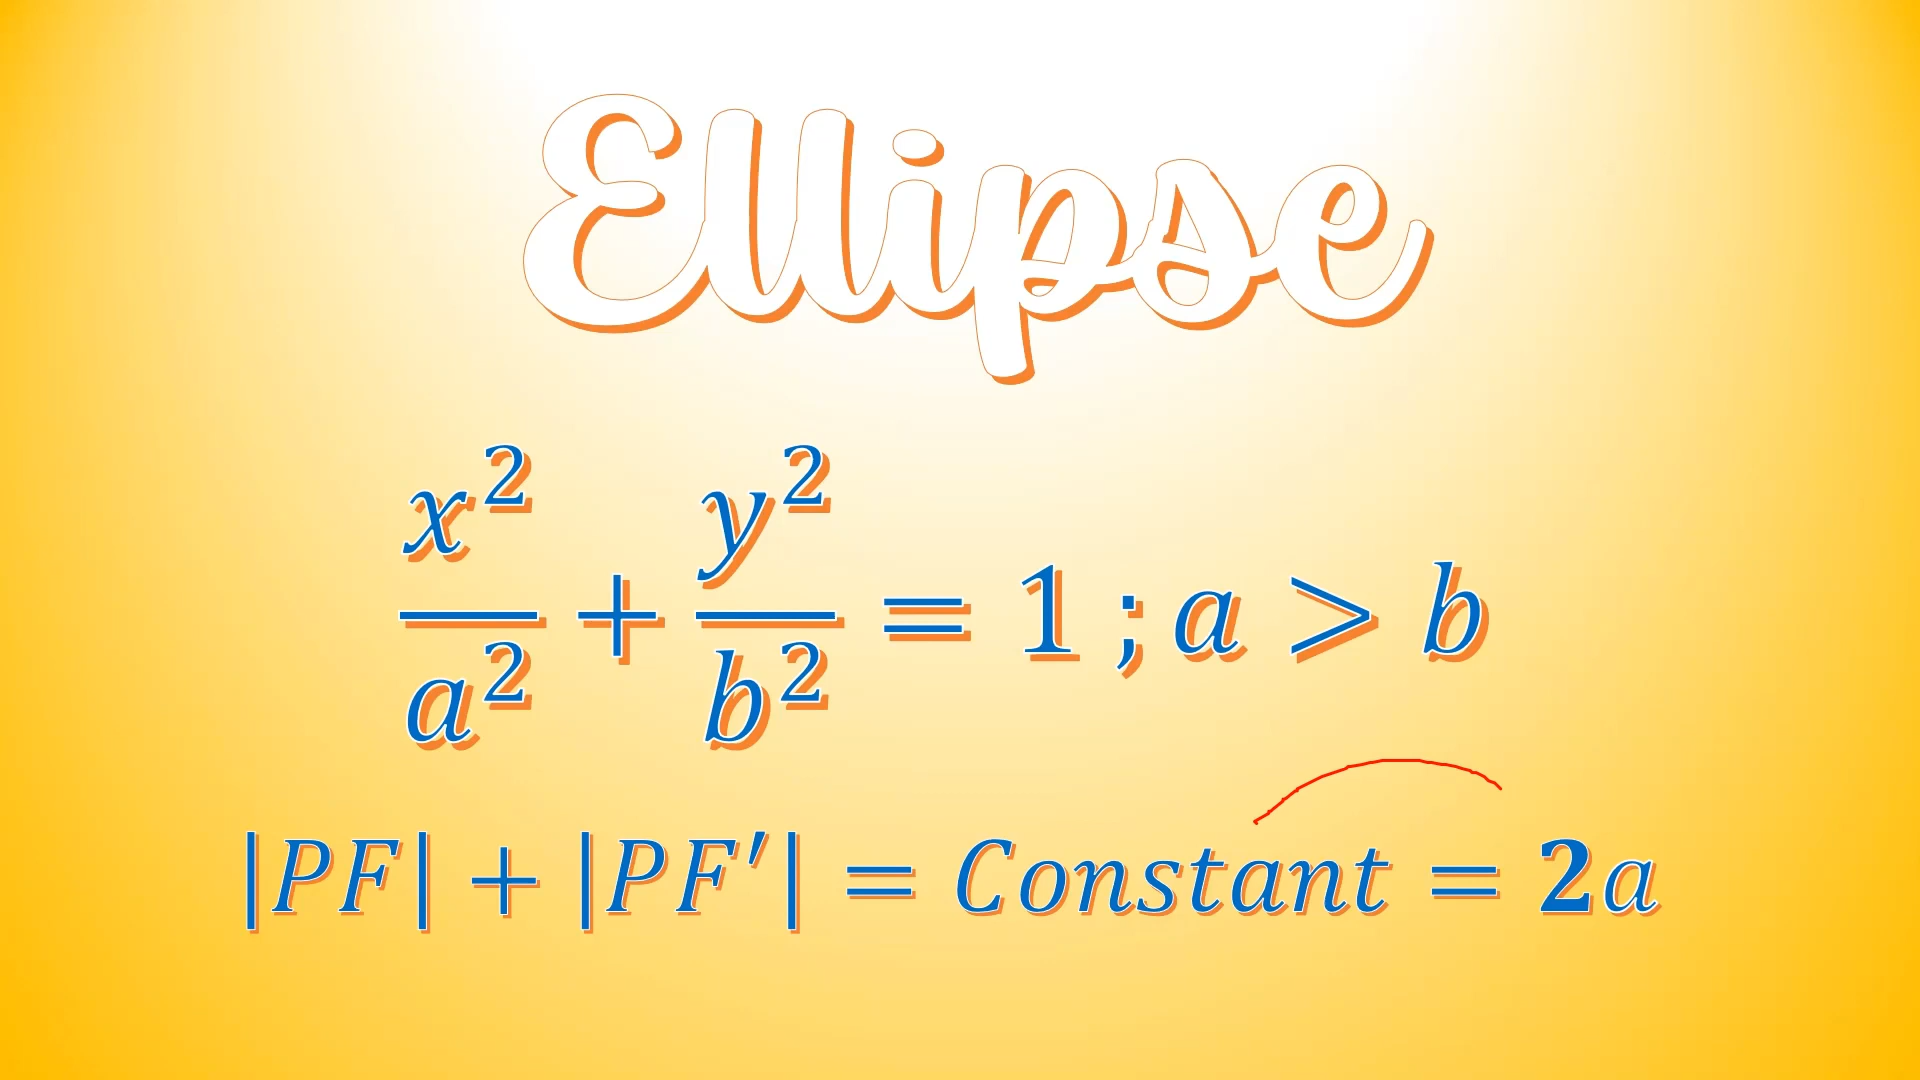 Ellipse
x²/a² + y²/b² = 1 ; a > b
|PF| + |PF′| = Constant = 2a